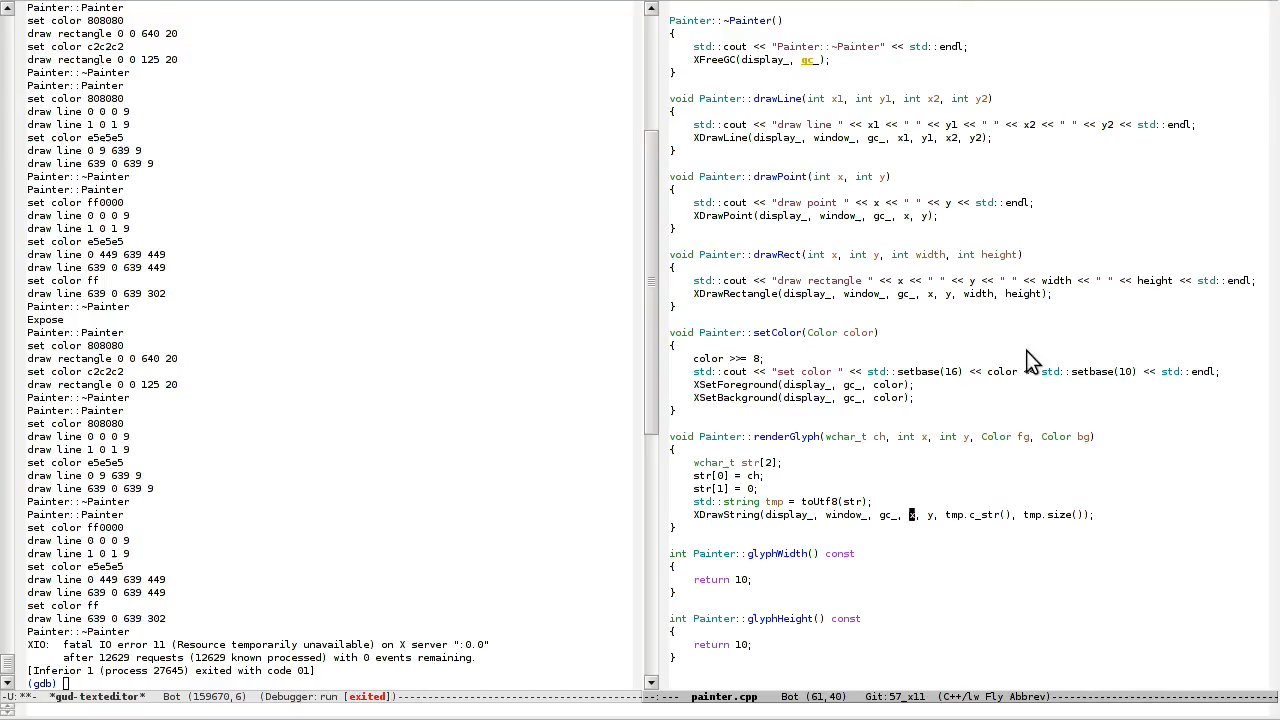 Painter::Painter
set color 808080
draw rectangle 0 0 640 20
set color c2c2c2
draw rectangle 0 0 125 20
Painter::~Painter
Painter::Painter
set color 808080
draw line 0 0 0 9
draw line 1 0 1 9
set color e5e5e5
draw line 0 9 639 9
draw line 639 0 639 9
Painter::~Painter
Painter::Painter
set color ff0000
draw line 0 0 0 9
draw line 1 0 1 9
set color e5e5e5
draw line 0 449 639 449
draw line 639 0 639 449
set color ff
draw line 639 0 639 302
Painter::~Painter
Expose
Painter::Painter
set color 808080
draw rectangle 0 0 640 20
set color c2c2c2
draw rectangle 0 0 125 20
Painter::~Painter
Painter::Painter
set color 808080
draw line 0 0 0 9
draw line 1 0 1 9
set color e5e5e5
draw line 0 9 639 9
draw line 639 0 639 9
Painter::~Painter
Painter::Painter
set color ff0000
draw line 0 0 0 9
draw line 1 0 1 9
set color e5e5e5
draw line 0 449 639 449
draw line 639 0 639 449
set color ff
draw line 639 0 639 302
Painter::~Painter
XIO:  fatal IO error 11 (Resource temporarily unavailable) on X server ":0.0"
      after 12629 requests (12629 known processed) with 0 events remaining.
[Inferior 1 (process 27645) exited with code 01]
(gdb)
-U:**-  *gud-texteditor*   Bot (159670,6)   (Debugger:run [exited])
Painter::~Painter()
{
    std::cout << "Painter::~Painter" << std::endl;
    XFreeGC(display_, gc_);
}
void Painter::drawLine(int x1, int y1, int x2, int y2)
{
    std::cout << "draw line " << x1 << " " << y1 << " " << x2 << " " << y2 << std::endl;
    XDrawLine(display_, window_, gc_, x1, y1, x2, y2);
}
void Painter::drawPoint(int x, int y)
{
    std::cout << "draw point " << x << " " << y << std::endl;
    XDrawPoint(display_, window_, gc_, x, y);
}
void Painter::drawRect(int x, int y, int width, int height)
{
    std::cout << "draw rectangle " << x << " " << y << " " << width << " " << height << std::endl;
    XDrawRectangle(display_, window_, gc_, x, y, width, height);
}
void Painter::setColor(Color color)
{
    color >>= 8;
    std::cout << "set color " << std::setbase(16) << color << std::setbase(10) << std::endl;
    XSetForeground(display_, gc_, color);
    XSetBackground(display_, gc_, color);
}
void Painter::renderGlyph(wchar_t ch, int x, int y, Color fg, Color bg)
{
    wchar_t str[2];
    str[0] = ch;
    str[1] = 0;
    std::string tmp = toUtf8(str);
    XDrawString(display_, window_, gc_, x, y, tmp.c_str(), tmp.size());
}
int Painter::glyphWidth() const
{
    return 10;
}
int Painter::glyphHeight() const
{
    return 10;
}
painter.cpp    Bot (61,40)    Git:57_x11  (C++/lw Fly Abbrev)